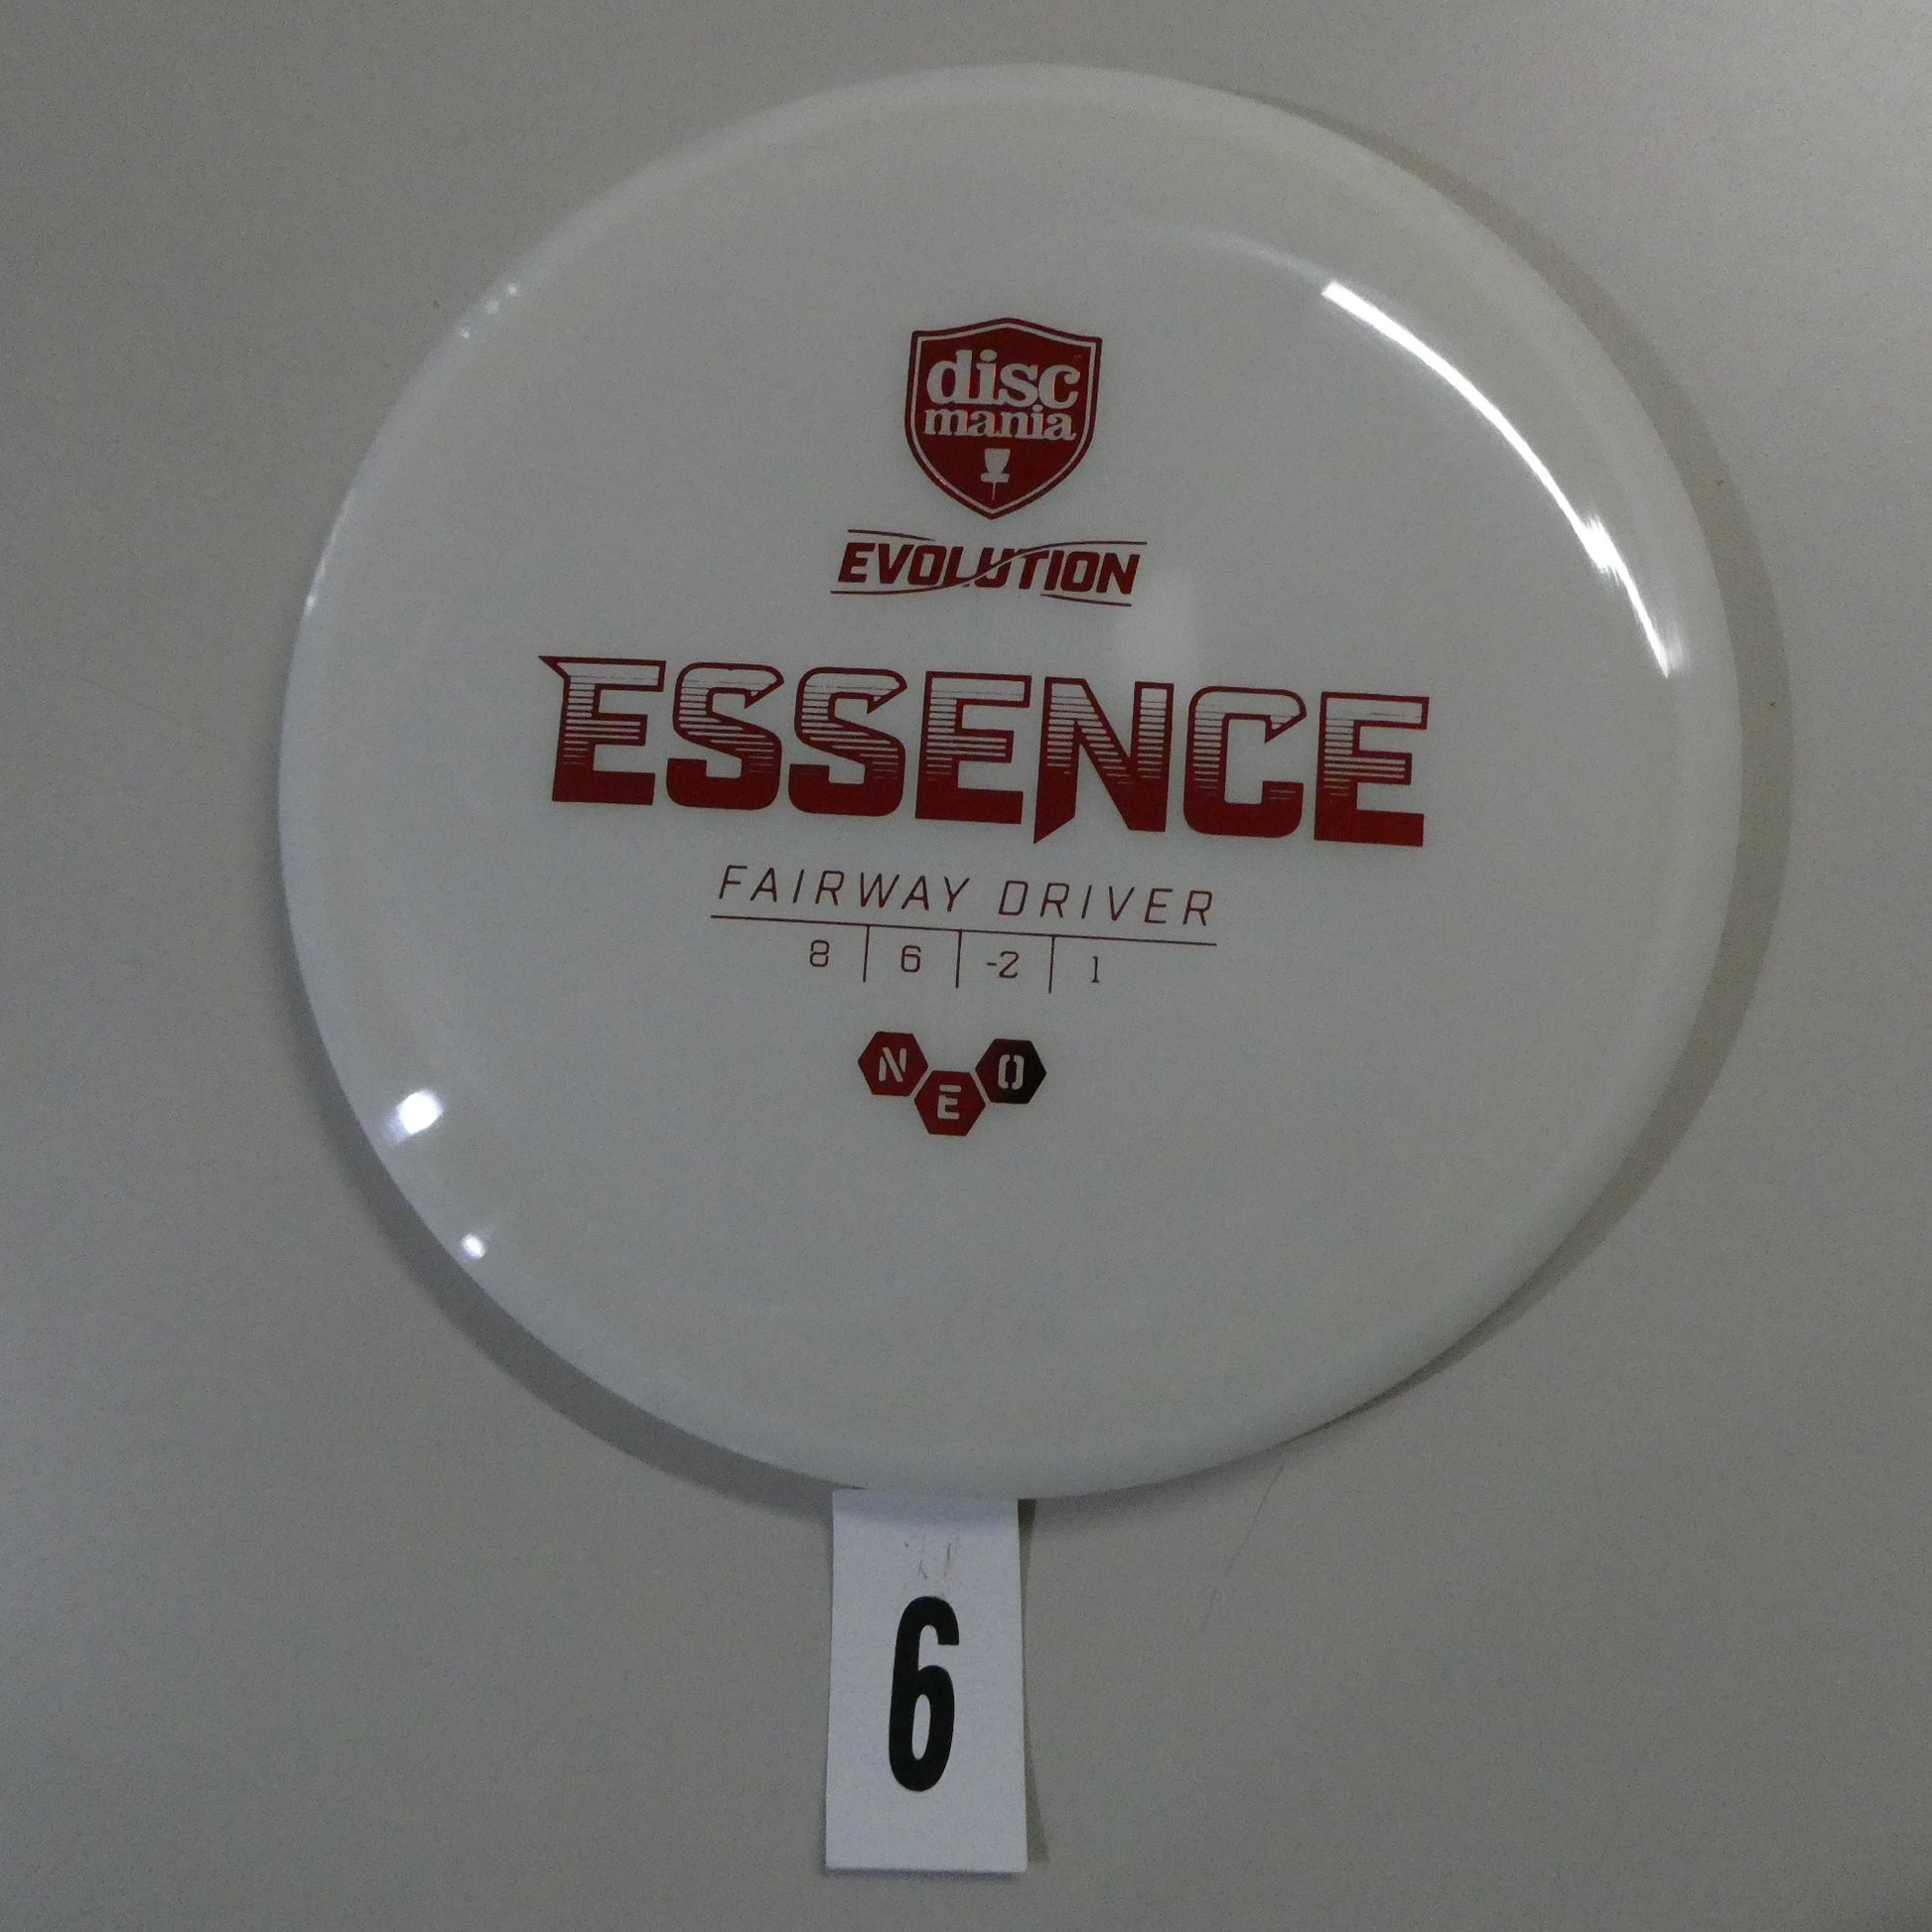 disc
mania
EVOLUTION
ESSENCE
FAIRWAY DRIVER
8 6 -2 1
NEO
6